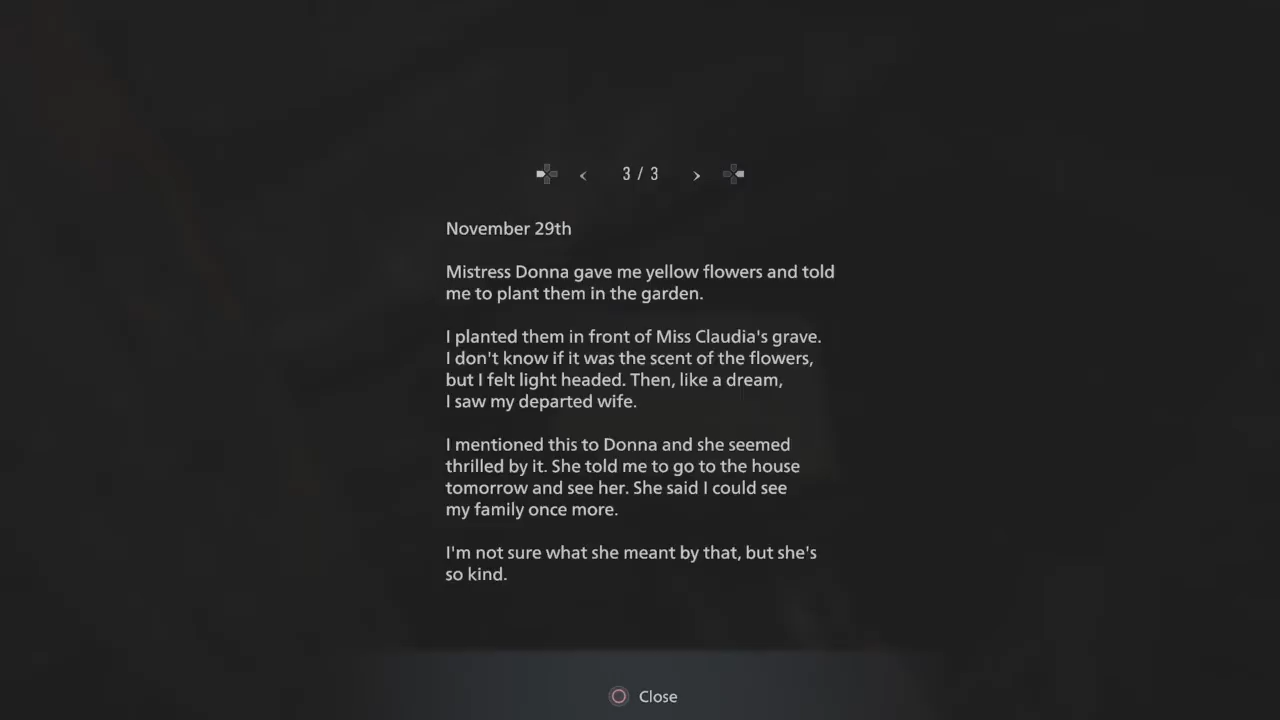 3 / 3
November 29th
Mistress Donna gave me yellow flowers and told
me to plant them in the garden.
I planted them in front of Miss Claudia's grave.
I don't know if it was the scent of the flowers,
but I felt light headed. Then, like a dream,
I saw my departed wife.
I mentioned this to Donna and she seemed
thrilled by it. She told me to go to the house
tomorrow and see her. She said I could see
my family once more.
I'm not sure what she meant by that, but she's
so kind.
Close